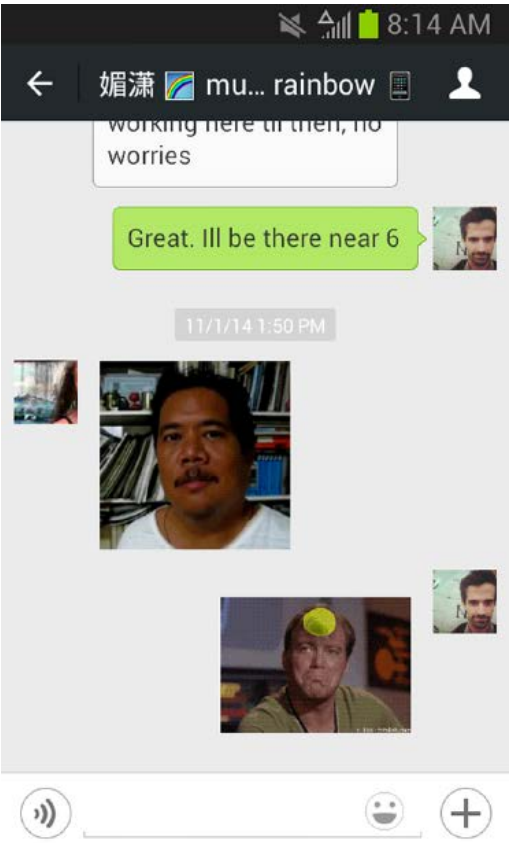 8:14 AM
媚潇 🌈 mu... rainbow 📱
working here til then, no
worries
Great. Ill be there near 6
11/1/14 1:50 PM